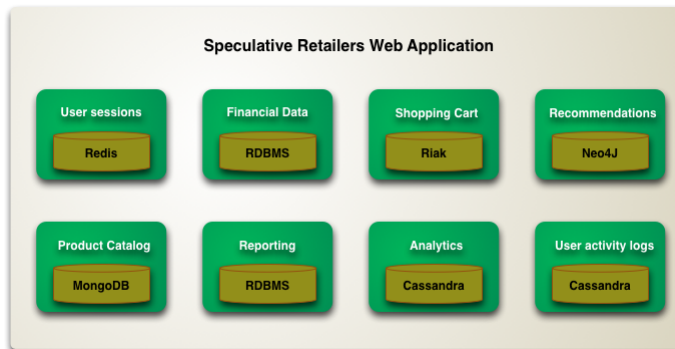 Speculative Retailers Web Application
User sessions
Redis
Financial Data
RDBMS
Shopping Cart
Riak
Recommendations
Neo4J
Product Catalog
MongoDB
Reporting
RDBMS
Analytics
Cassandra
User activity logs
Cassandra